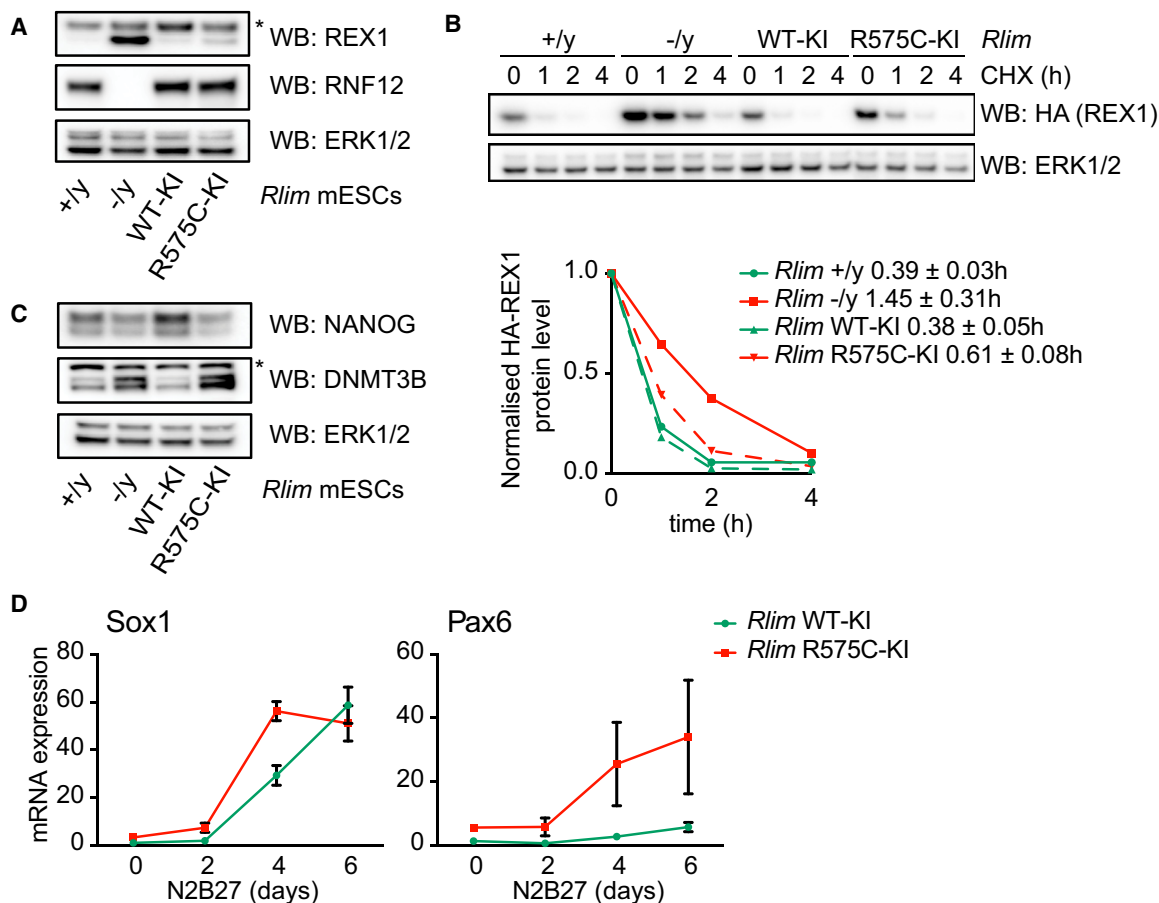 A
*
WB: REX1
WB: RNF12
WB: ERK1/2
+/y
-/y
WT-KI
R575C-KI
Rlim mESCs
B
+/y -/y WT-KI R575C-KI Rlim
0 1 2 4 0 1 2 4 0 1 2 4 0 1 2 4 CHX (h)
WB: HA (REX1)
WB: ERK1/2
Normalised HA-REX1
protein level
1.0
0.5
0.0
0 2 4
time (h)
Rlim +/y 0.39 ± 0.03h
Rlim -/y 1.45 ± 0.31h
Rlim WT-KI 0.38 ± 0.05h
Rlim R575C-KI 0.61 ± 0.08h
C
WB: NANOG
*
WB: DNMT3B
WB: ERK1/2
+/y
-/y
WT-KI
R575C-KI
Rlim mESCs
D
Sox1
mRNA expression
80
60
40
20
0
0 2 4 6
N2B27 (days)
Pax6
60
40
20
0
0 2 4 6
N2B27 (days)
Rlim WT-KI
Rlim R575C-KI